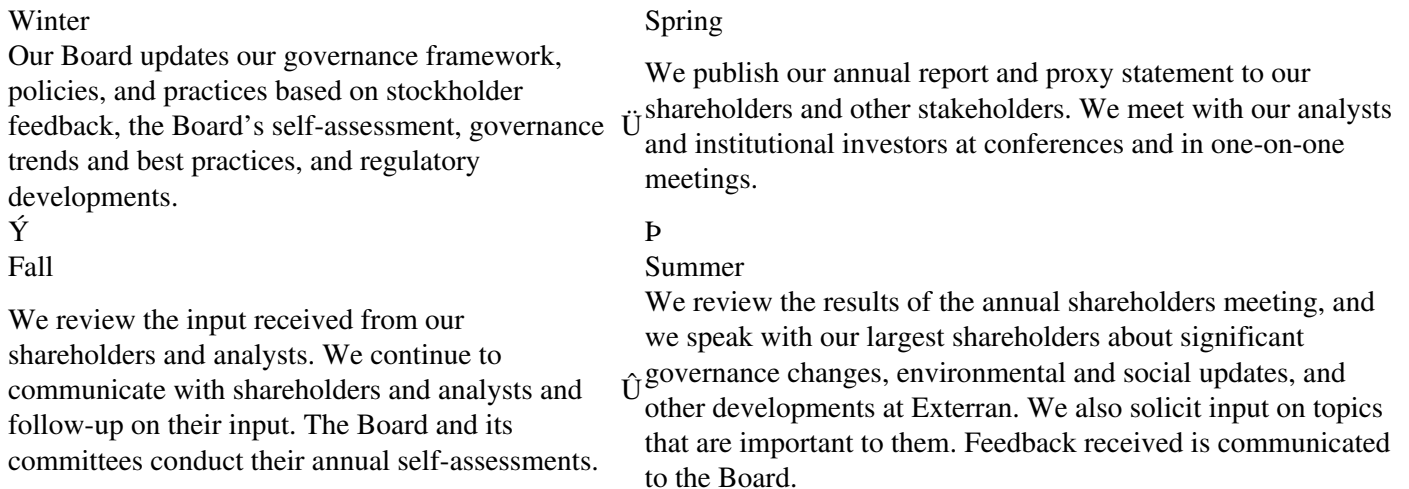 Winter
Our Board updates our governance framework,
policies, and practices based on stockholder
feedback, the Board's self-assessment, governance
trends and best practices, and regulatory
developments.
Ü
Spring
We publish our annual report and proxy statement to our
shareholders and other stakeholders. We meet with our analysts
and institutional investors at conferences and in one-on-one
meetings.
Ý
Þ
Fall
We review the input received from our
shareholders and analysts. We continue to
communicate with shareholders and analysts and
follow-up on their input. The Board and its
committees conduct their annual self-assessments.
Û
Summer
We review the results of the annual shareholders meeting, and
we speak with our largest shareholders about significant
governance changes, environmental and social updates, and
other developments at Exterran. We also solicit input on topics
that are important to them. Feedback received is communicated
to the Board.